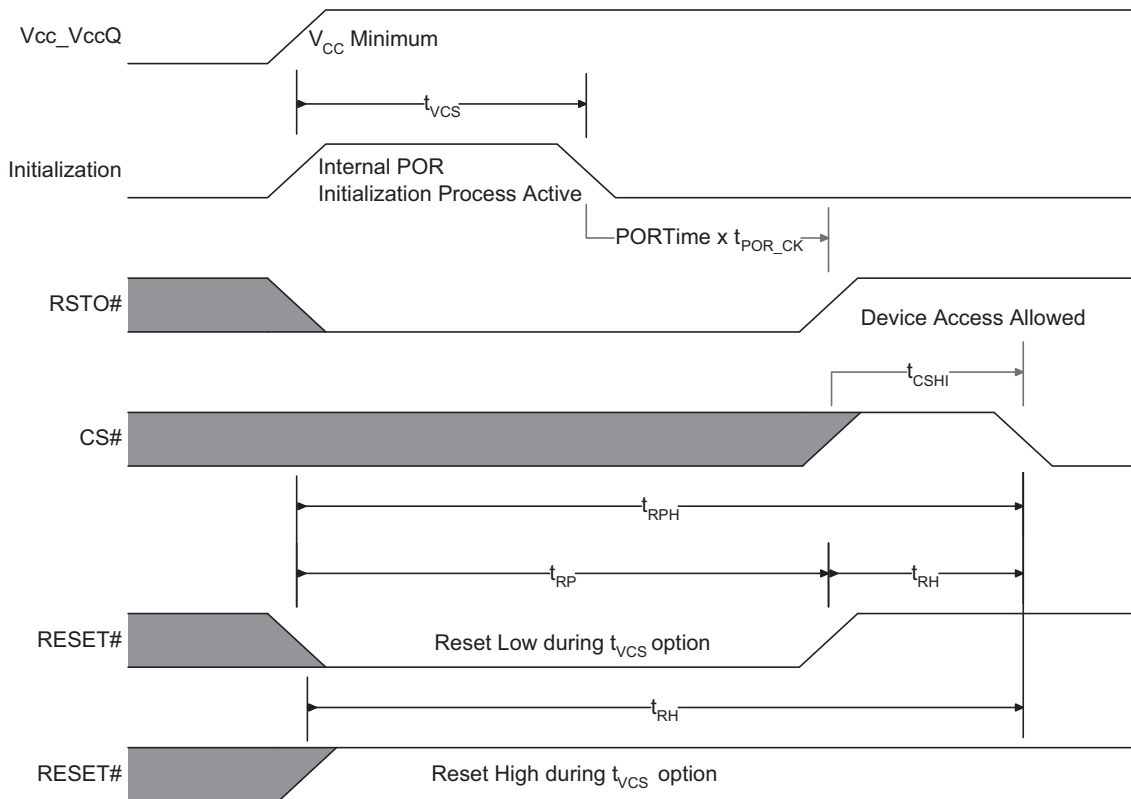 Vcc_VccQ
VCC Minimum
tVCS
Initialization
Internal POR
Initialization Process Active
PORTime x tPOR_CK
RSTO#
Device Access Allowed
tCSHI
CS#
tRPH
tRP
tRH
RESET#
Reset Low during tVCS option
tRH
RESET#
Reset High during tVCS option